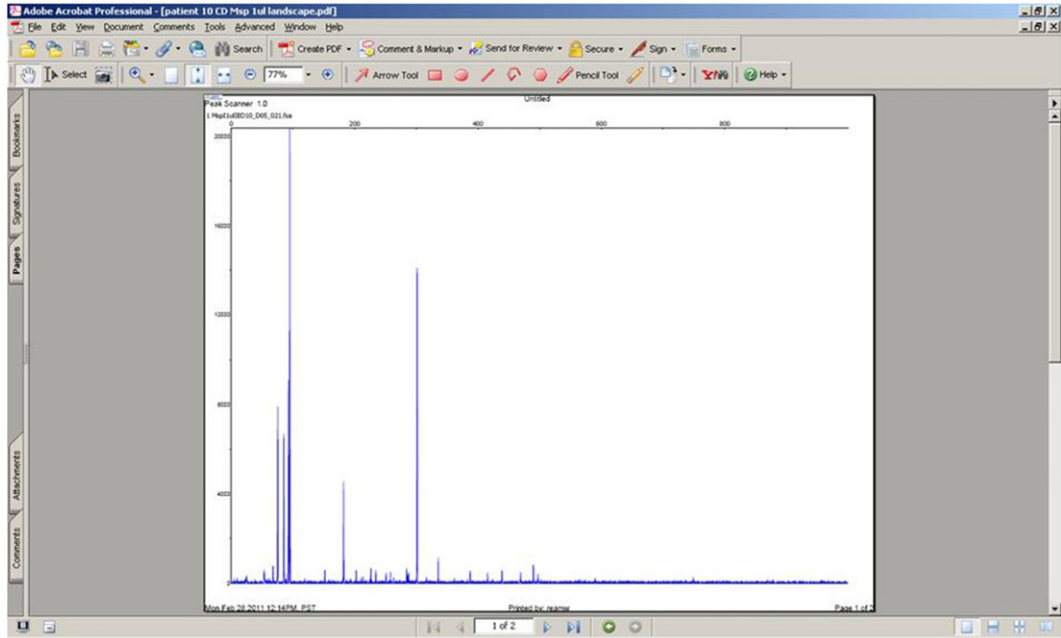 Adobe Acrobat Professional - [patient 10 CD Msp 1ul landscape.pdf]
File Edit View Document Comments Tools Advanced Window Help
Search Create PDF Comment & Markup Send for Review Secure Sign Forms
Select 77% Arrow Tool Pencil Tool Help
Bookmarks
Signatures
Pages
Attachments
Comments
Untitled
Peak Scanner 1.0
0 200 400 600 800
12000
8000
4000
0
Mon Feb 28,2011 12:14PM, PST Printed by: reamw Page 1 of 2
1 of 2